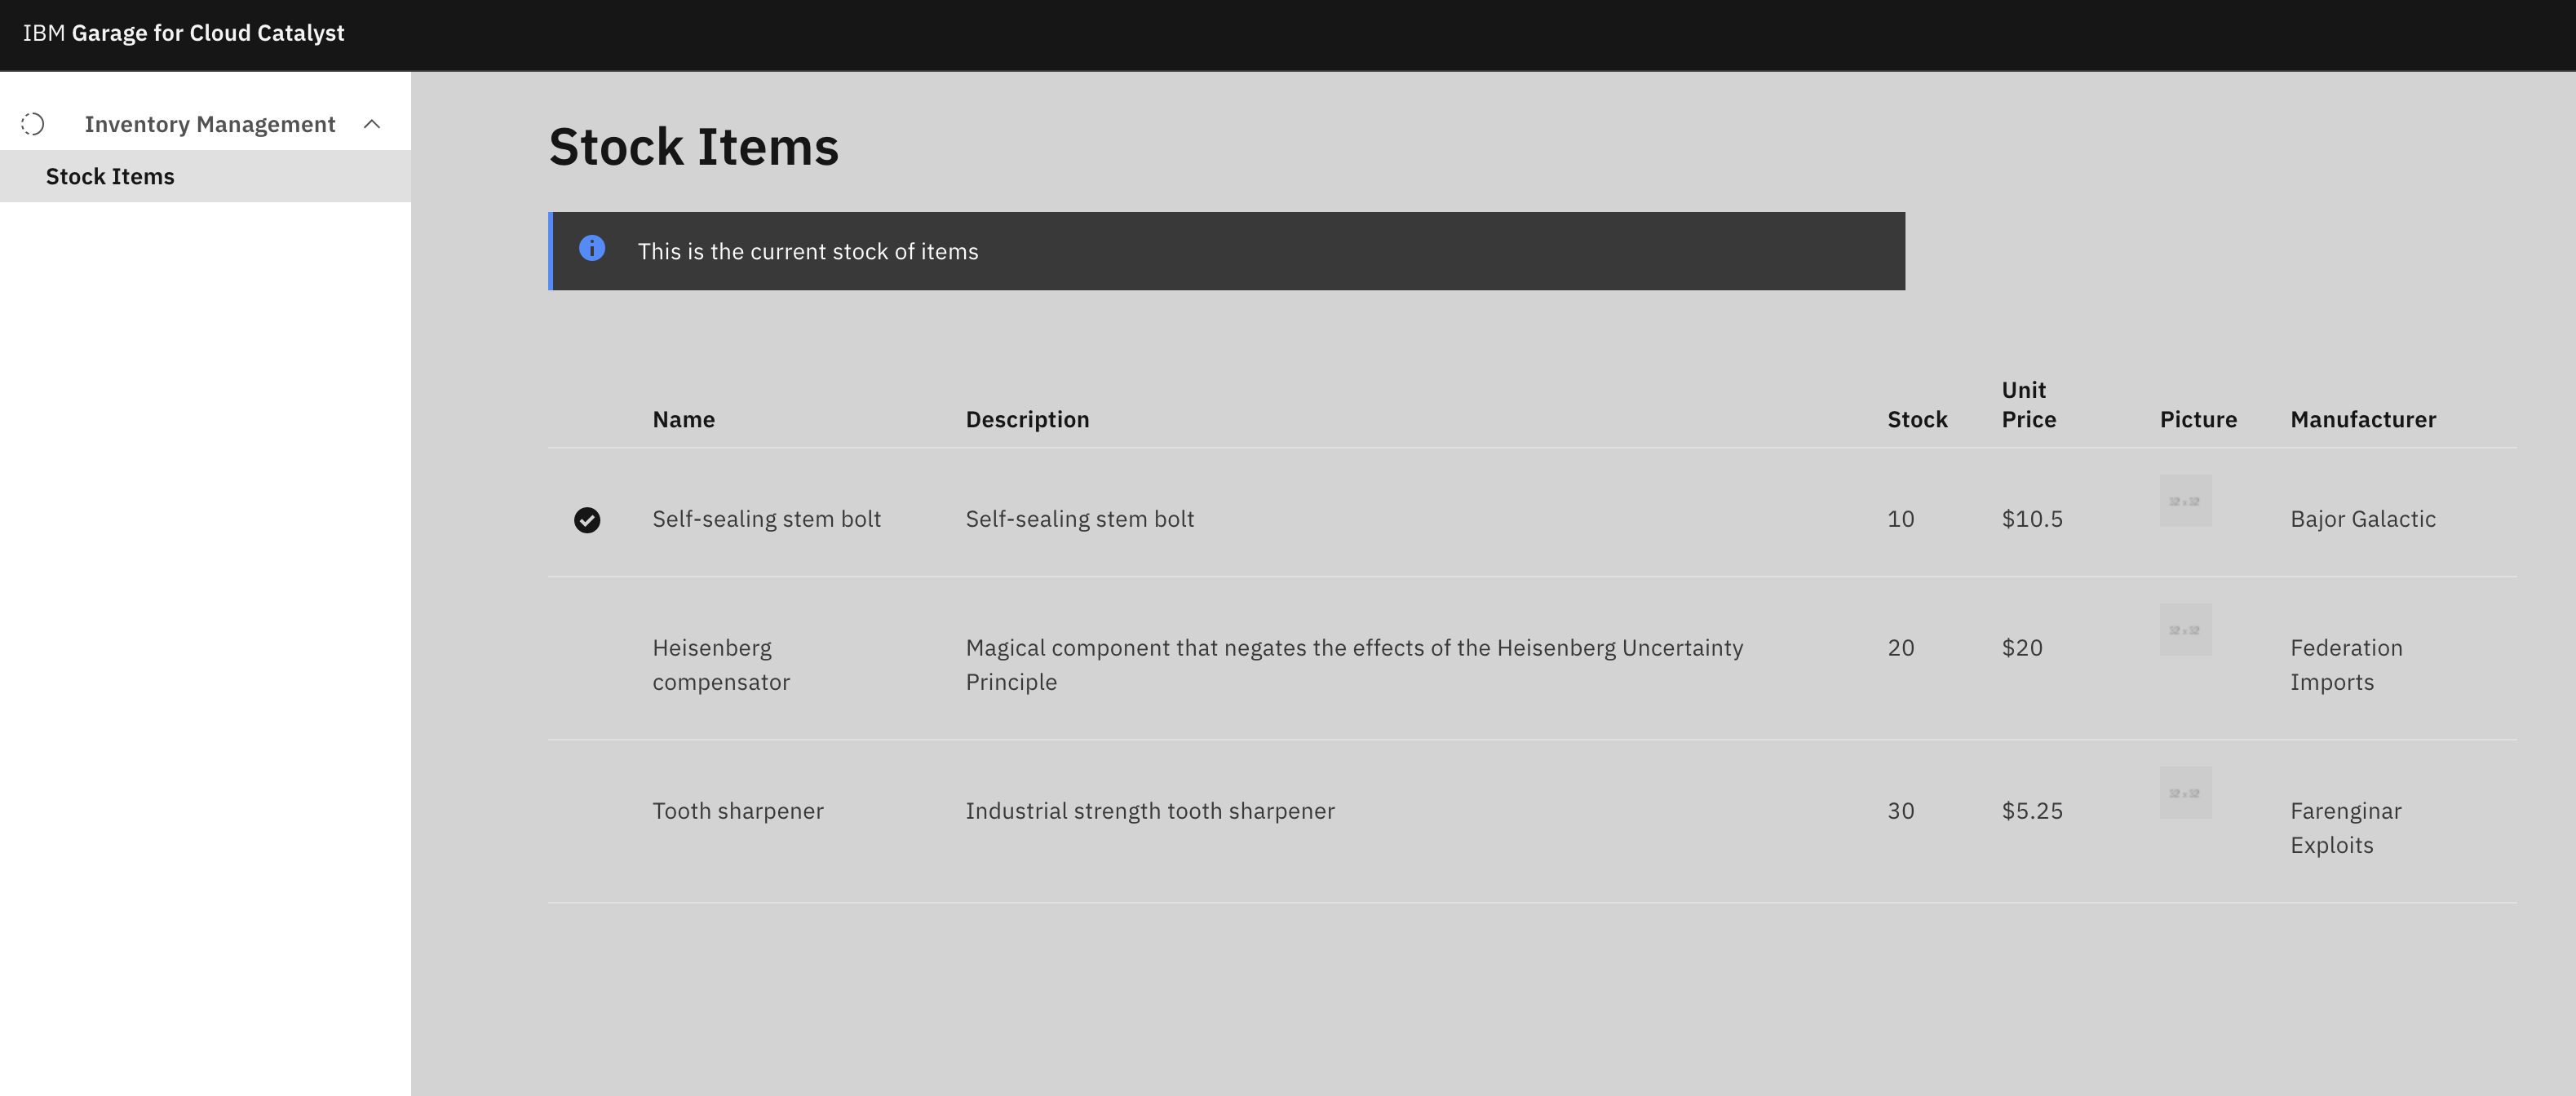 IBM Garage for Cloud Catalyst
Inventory Management
Stock Items
Stock Items
This is the current stock of items
Name Description Stock Unit Price Picture Manufacturer
Self-sealing stem bolt Self-sealing stem bolt 10 $10.5 Bajor Galactic
Heisenberg compensator Magical component that negates the effects of the Heisenberg Uncertainty Principle 20 $20 Federation Imports
Tooth sharpener Industrial strength tooth sharpener 30 $5.25 Farenginar Exploits